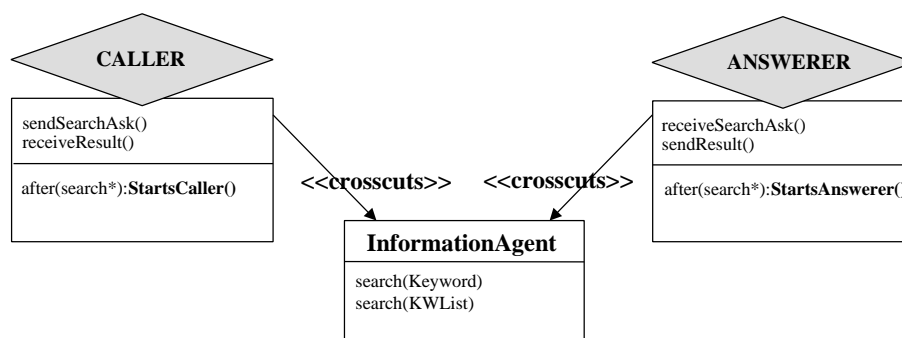 CALLER
sendSearchAsk()
receiveResult()
after(search*):StartsCaller()
ANSWERER
receiveSearchAsk()
sendResult()
after(search*):StartsAnswerer()
<<crosscuts>>
<<crosscuts>>
InformationAgent
search(Keyword)
search(KWList)